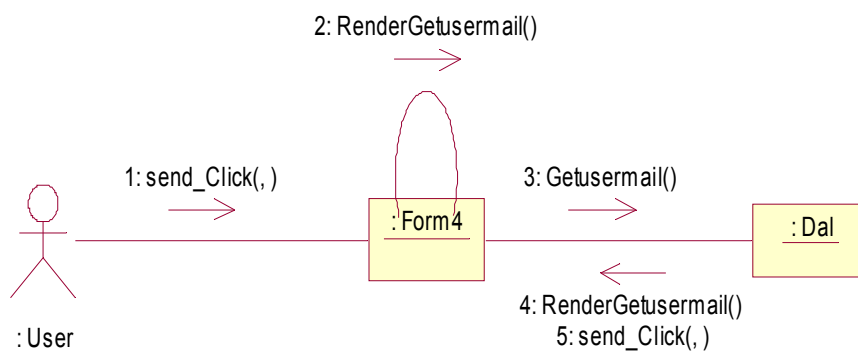 2: RenderGetusermail()
1: send_Click(, )
3: Getusermail()
: Form4
: Dal
4: RenderGetusermail()
5: send_Click(, )
: User